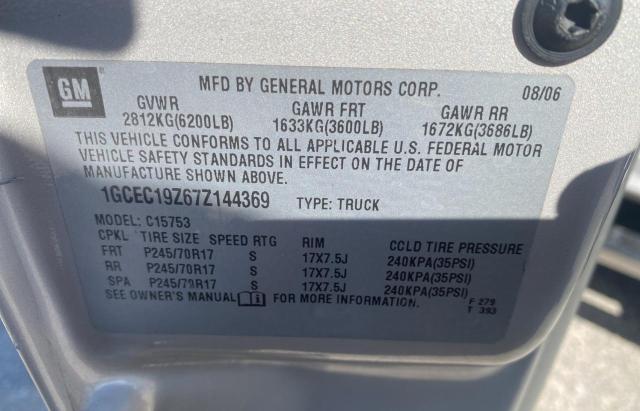 GM
MFD BY GENERAL MOTORS CORP. 08/06
GVWR GAWR FRT GAWR RR
2812KG(6200LB) 1633KG(3600LB) 1672KG(3686LB)
THIS VEHICLE CONFORMS TO ALL APPLICABLE U.S. FEDERAL MOTOR
VEHICLE SAFETY STANDARDS IN EFFECT ON THE DATE OF
MANUFACTURE SHOWN ABOVE.
1GCEC19Z67Z144369 TYPE: TRUCK
MODEL: C15753
CPKL TIRE SIZE SPEED RTG RIM COLD TIRE PRESSURE
FRT P245/70R17 S 17X7.5J 240KPA(35PSI)
RR P245/70R17 S 17X7.5J 240KPA(35PSI)
SPA P245/70R17 S 17X7.5J 240KPA(35PSI)
SEE OWNER'S MANUAL FOR MORE INFORMATION. F 279
T 393